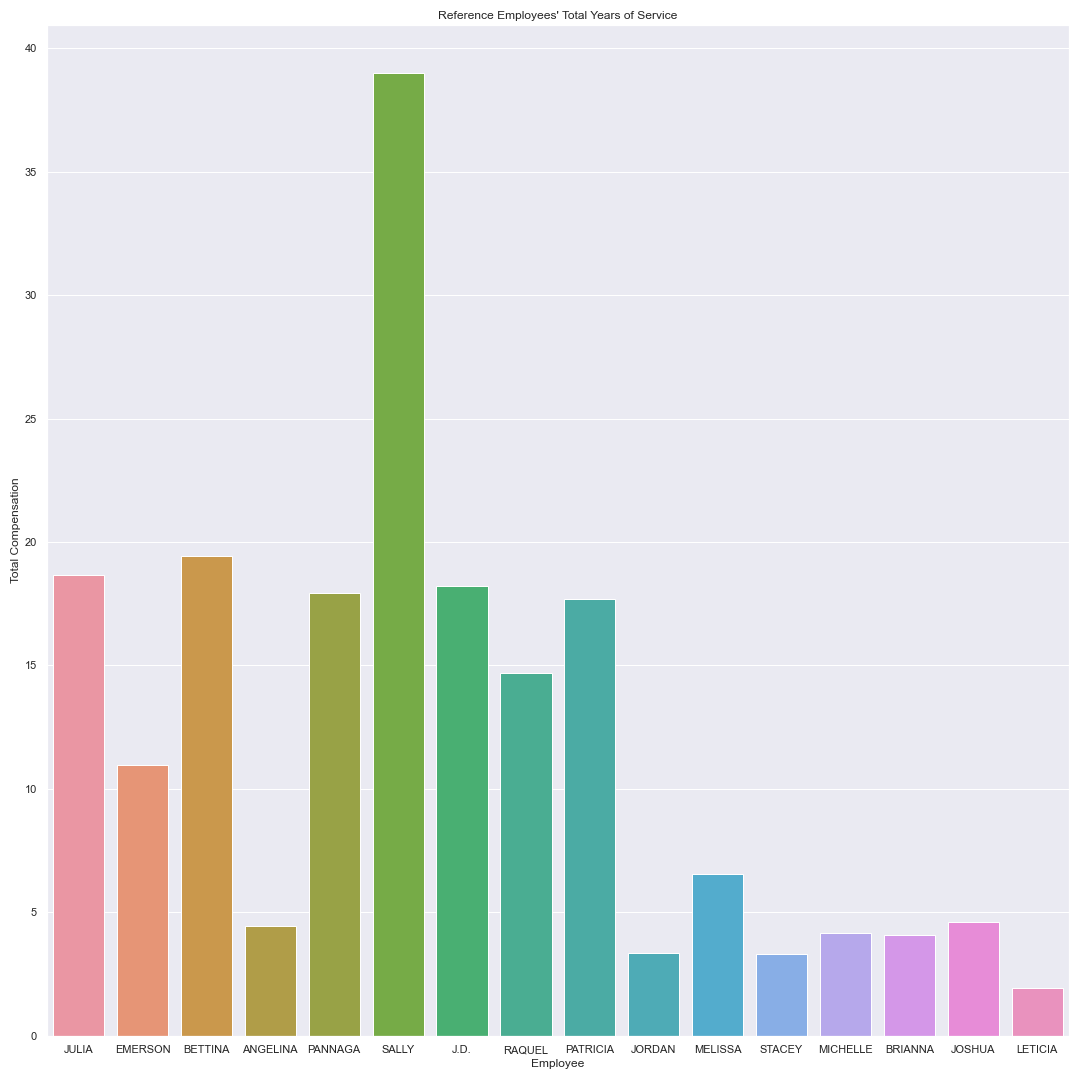 Reference Employees' Total Years of Service
Total Compensation
40
35
30
25
20
15
10
5
0
JULIA EMERSON BETTINA ANGELINA PANNAGA SALLY J.D. RAQUEL PATRICIA JORDAN MELISSA STACEY MICHELLE BRIANNA JOSHUA LETICIA
Employee